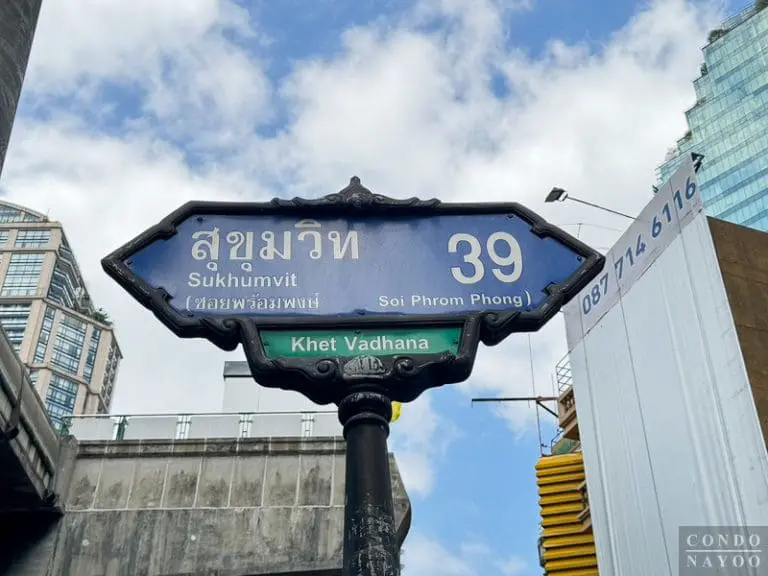 สุขุมวิท 39
Sukhumvit
(ซอยพร้อมพงษ์ Soi Phrom Phong)
Khet Vadhana
087 714 6116
CONDO
NAYOO